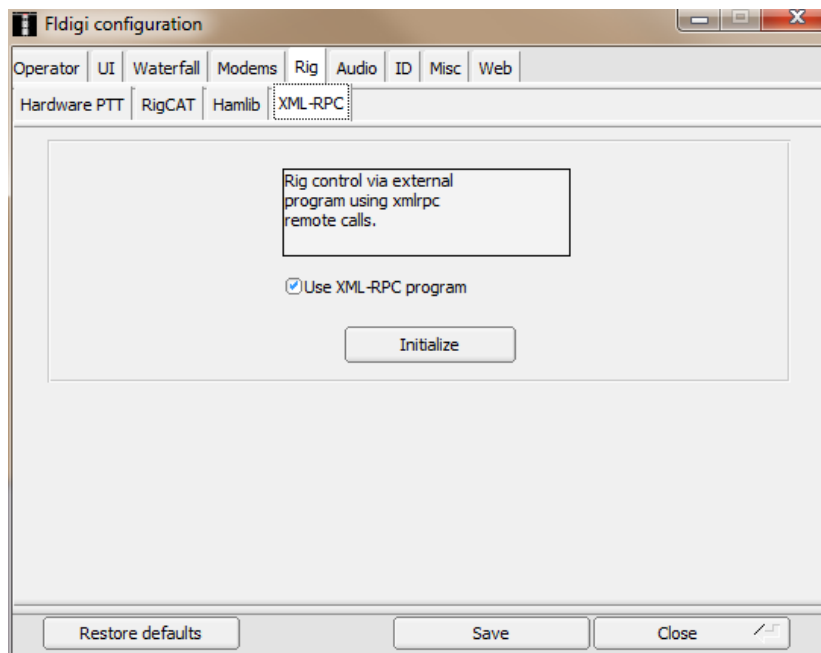 Fldigi configuration
Operator UI Waterfall Modems Rig Audio ID Misc Web
Hardware PTT RigCAT Hamlib XML-RPC
Rig control via external
program using xmlrpc
remote calls.
Use XML-RPC program
Initialize
Restore defaults Save Close